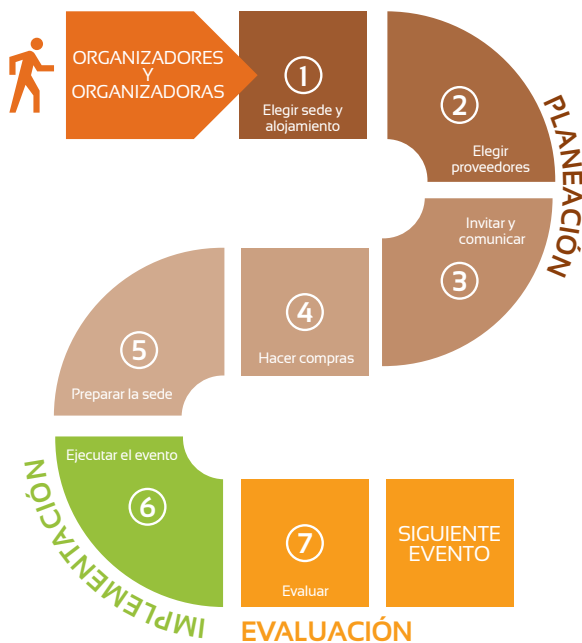 ORGANIZADORES
Y
ORGANIZADORAS
1
Elegir sede y
alojamiento
2
Elegir
proveedores
PLANEACIÓN
Invitar y
comunicar
3
4
Hacer compras
5
Preparar la sede
Ejecutar el evento
6
IMPLEMENTACIÓN
7
Evaluar
EVALUACIÓN
SIGUIENTE
EVENTO